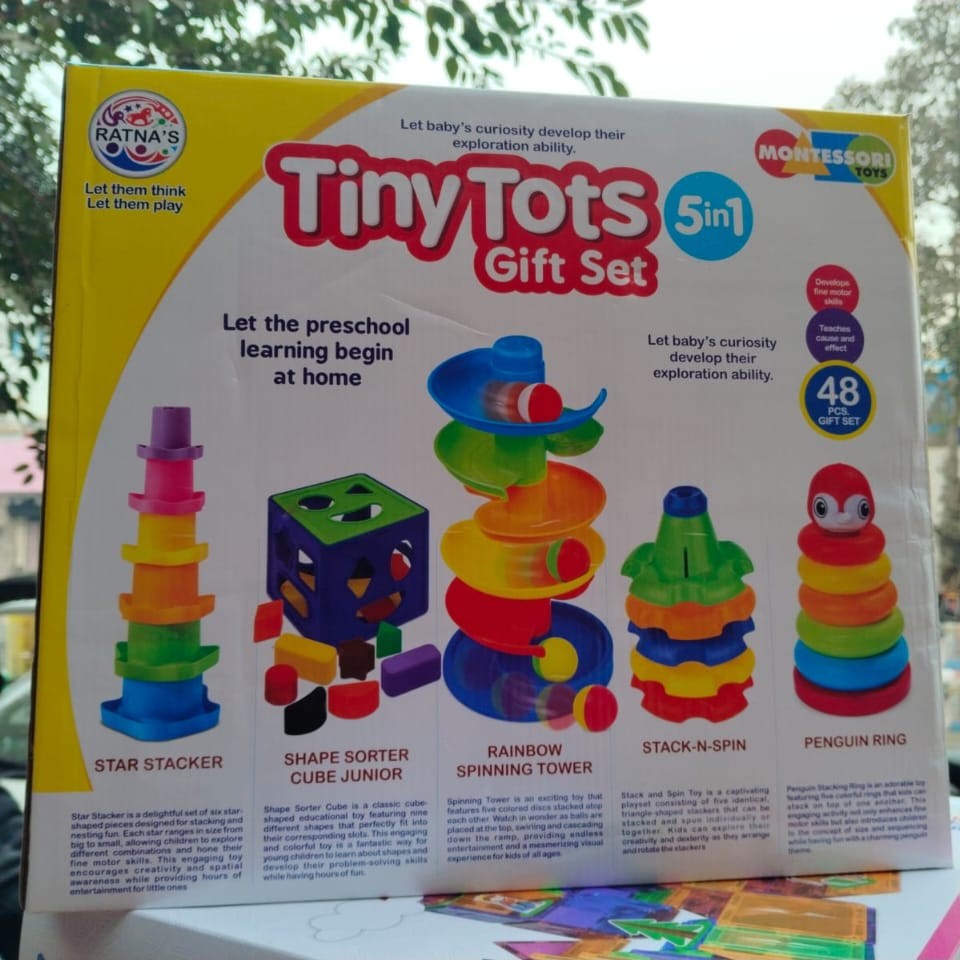 RATNA'S
Let them think
Let them play
Let baby's curiosity develop their
exploration ability.
MONTESSORI
TOYS
TinyTots
5in1
Gift Set
Develops
fine motor
skills
Teaches
cause and
effect
48
PCS.
GIFT SET
Let the preschool
learning begin
at home
Let baby's curiosity
develop their
exploration ability.
STAR STACKER
Star Stacker is a delightful set of six star-
shaped pieces designed for stacking and
nesting fun. Each star ranges in size from
big to small, allowing children to explore
different combinations and hone their
fine motor skills. This engaging toy
encourages creativity and spatial
awareness while providing hours of
entertainment for little ones
SHAPE SORTER
CUBE JUNIOR
Shape Sorter Cube is a classic cube-
shaped educational toy featuring nine
different shapes that perfectly fit into
their corresponding slots. This engaging
and colorful toy is a fantastic way for
young children to learn about shapes and
develop their problem-solving skills
while having hours of fun.
RAINBOW
SPINNING TOWER
Spinning Tower is an exciting toy that
features five colored discs stacked atop
each other. Watch in wonder as balls are
placed at the top, swirling and cascading
down the ramp, providing endless
entertainment and a mesmerizing visual
experience for kids of all ages.
STACK-N-SPIN
Stack and Spin Toy is a captivating
playset consisting of five identical,
triangle-shaped stackers that can be
stacked and spun individually or
together. Kids can explore their
creativity and dexterity as they arrange
and rotate the stackers
PENGUIN RING
Penguin Stacking Ring is an adorable toy
featuring five colorful rings that kids can
stack on top of one another. This
engaging activity not only enhances fine
motor skills but also introduces children
to the concept of size and sequencing
while having fun with a charming penguin
theme.